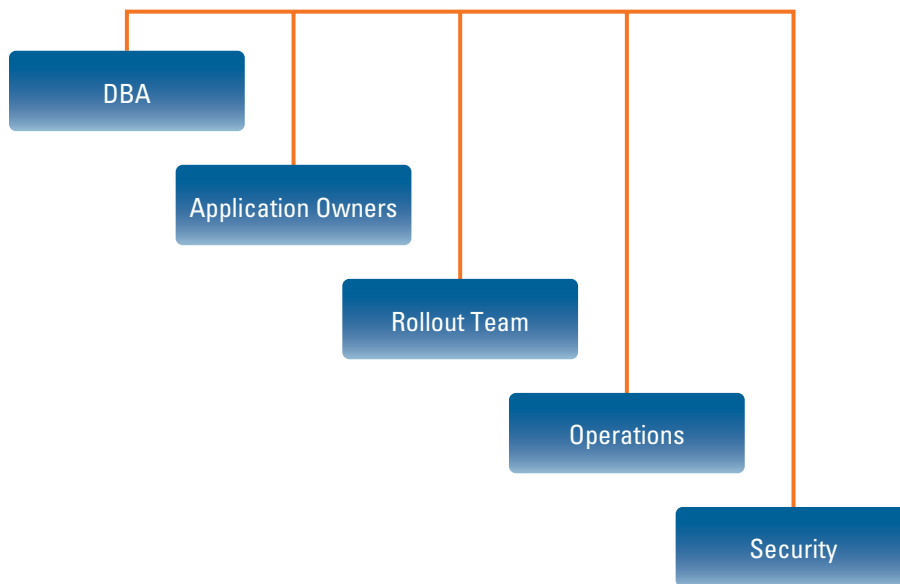 DBA
Application Owners
Rollout Team
Operations
Security